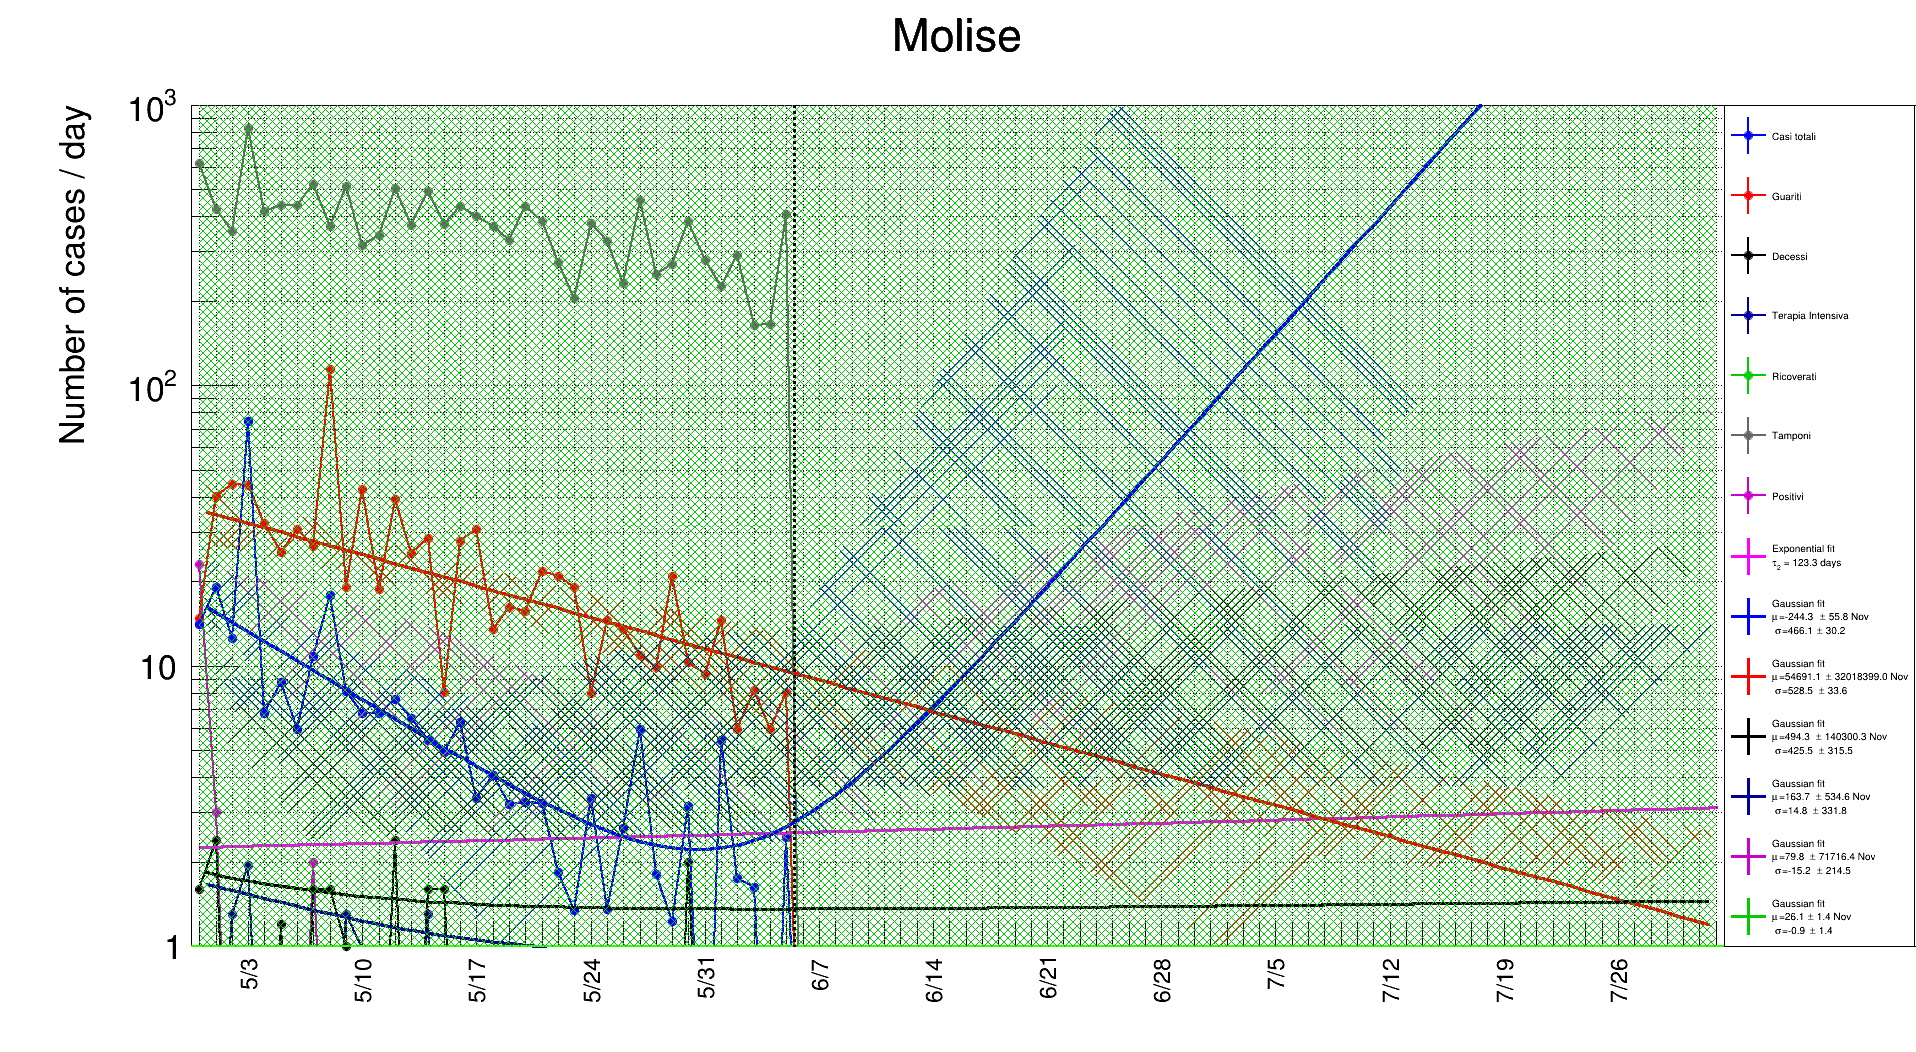 Molise
Number of cases / day
10³
10²
10
1
5/3
5/10
5/17
5/24
5/31
6/7
6/14
6/21
6/28
7/5
7/12
7/19
7/26
Casi totali
Guariti
Decessi
Terapia Intensiva
Ricoverati
Tamponi
Positivi
Exponential fit
τ₂ = 123.3 days
Gaussian fit
μ=-244.3 ± 55.8 Nov
σ=466.1 ± 30.2
Gaussian fit
μ=54691.1 ± 32018399.0 Nov
σ=528.5 ± 33.6
Gaussian fit
μ=494.3 ± 140300.3 Nov
σ=425.5 ± 315.5
Gaussian fit
μ=163.7 ± 534.6 Nov
σ=14.8 ± 331.8
Gaussian fit
μ=79.8 ± 71716.4 Nov
σ=-15.2 ± 214.5
Gaussian fit
μ=26.1 ± 1.4 Nov
σ=-0.9 ± 1.4